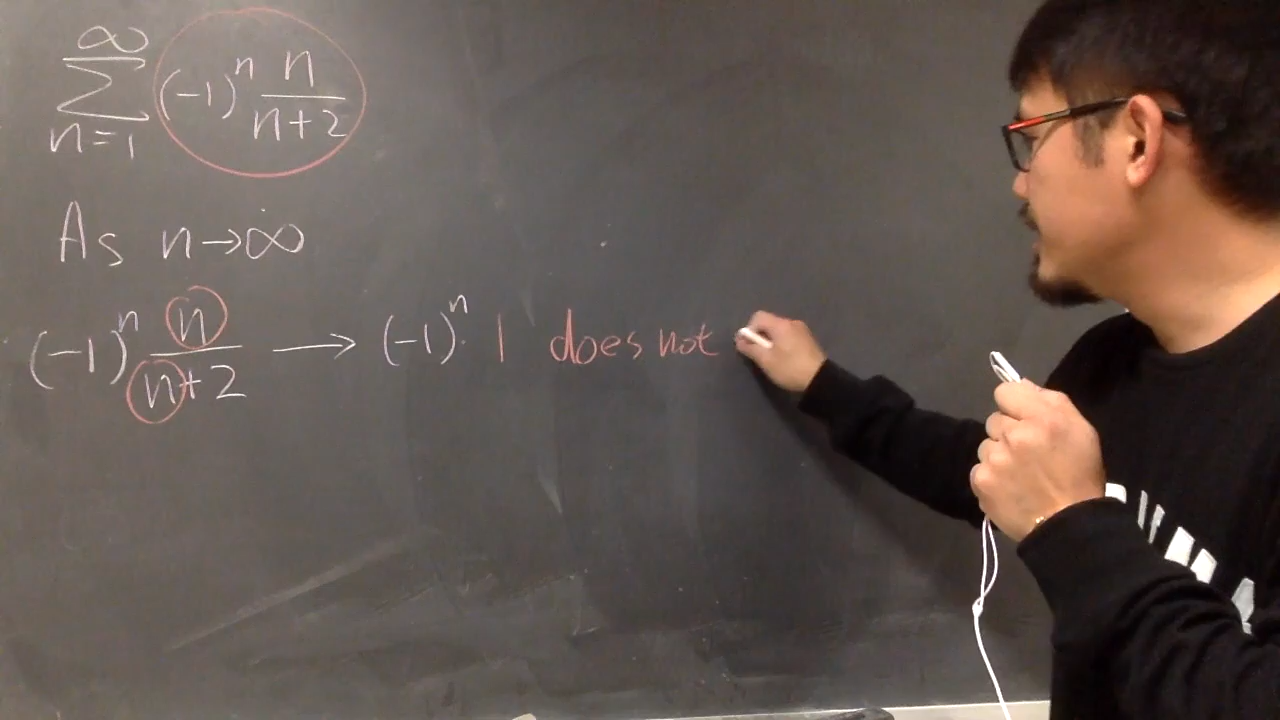 ∞
∑ (-1)^n n/(n+2)
n=1
As n→∞
(-1)^n n/(n+2) → (-1)^n · 1 does not